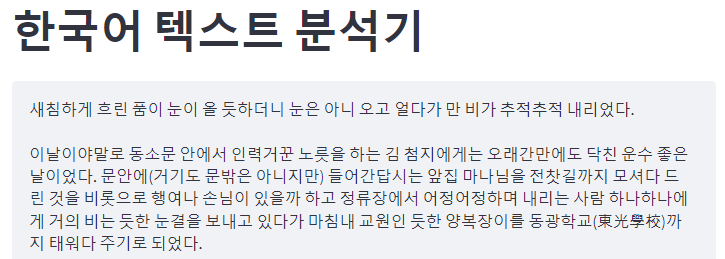 한국어 텍스트 분석기
새침하게 흐린 품이 눈이 올 듯하더니 눈은 아니 오고 얼다가 만 비가 추적추적 내리었다.
이날이야말로 동소문 안에서 인력거꾼 노릇을 하는 김 첨지에게는 오래간만에도 닥친 운수 좋은
날이었다. 문안에(거기도 문밖은 아니지만) 들어간답시는 앞집 마나님을 전찻길까지 모셔다 드
린 것을 비롯으로 행여나 손님이 있을까 하고 정류장에서 어정어정하며 내리는 사람 하나하나에
게 거의 비는 듯한 눈결을 보내고 있다가 마침내 교원인 듯한 양복장이를 동광학교(東光學校)까
지 태워다 주기로 되었다.